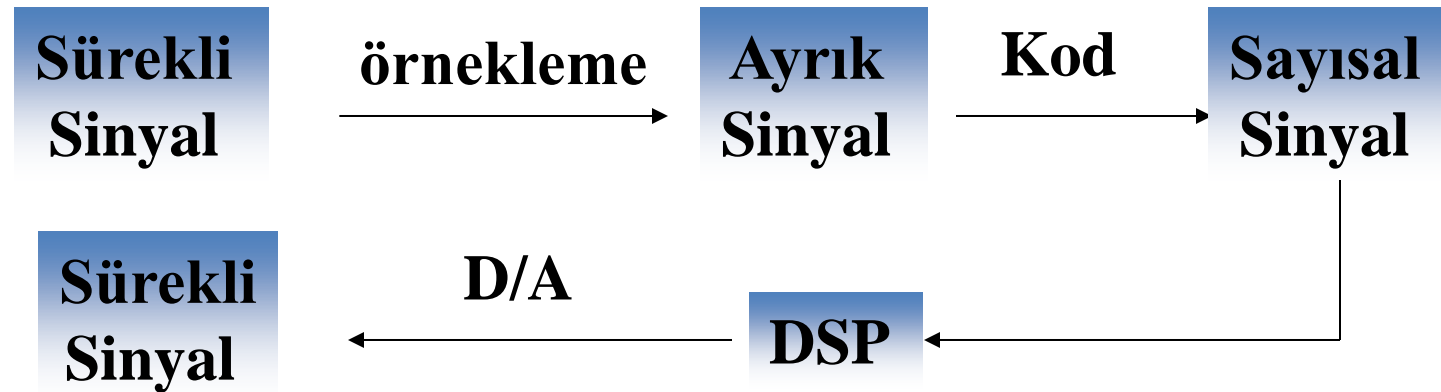 Sürekli
Sinyal
örnekleme
Ayrık
Sinyal
Kod
Sayısal
Sinyal
Sürekli
Sinyal
D/A
DSP